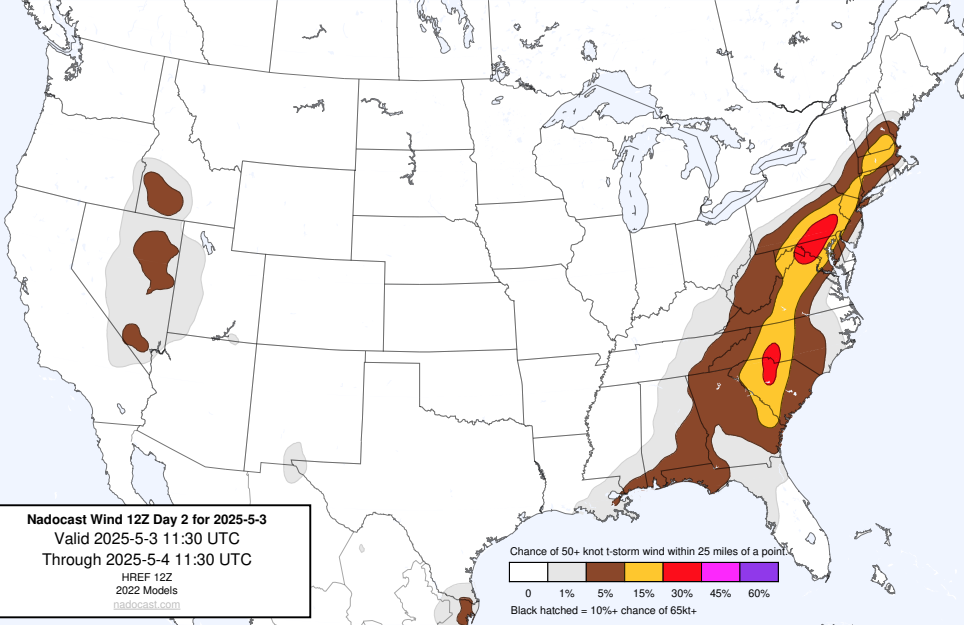 Nadocast Wind 12Z Day 2 for 2025-5-3
Valid 2025-5-3 11:30 UTC
Through 2025-5-4 11:30 UTC
HREF 12Z
2022 Models
nadocast.com
Chance of 50+ knot t-storm wind within 25 miles of a point.
0 1% 5% 15% 30% 45% 60%
Black hatched = 10%+ chance of 65kt+